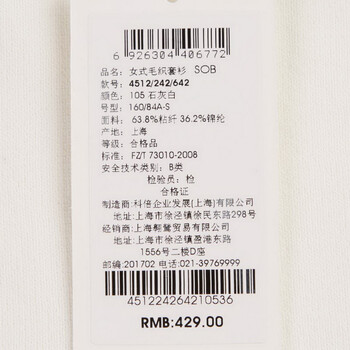 6 926304 406772
品名: 女式毛织套衫 SOB
款号: 4512/242/642
颜色: 105 石灰白
号型: 160/84A-S
面料: 63.8%粘纤 36.2%锦纶
产地: 上海
等级: 合格品
标准: FZ/T 73010-2008
安全技术类别: B类
检验员: 检
合格证
制造商: 科倍企业发展(上海)有限公司
地址: 上海市徐泾镇徐民东路298号
经销商: 上海 贸易有限公司
地址: 上海市徐泾镇盈港东路
1556号二楼D座
邮编: 201702 电话: 021-39769999
451224264210536
RMB:429.00